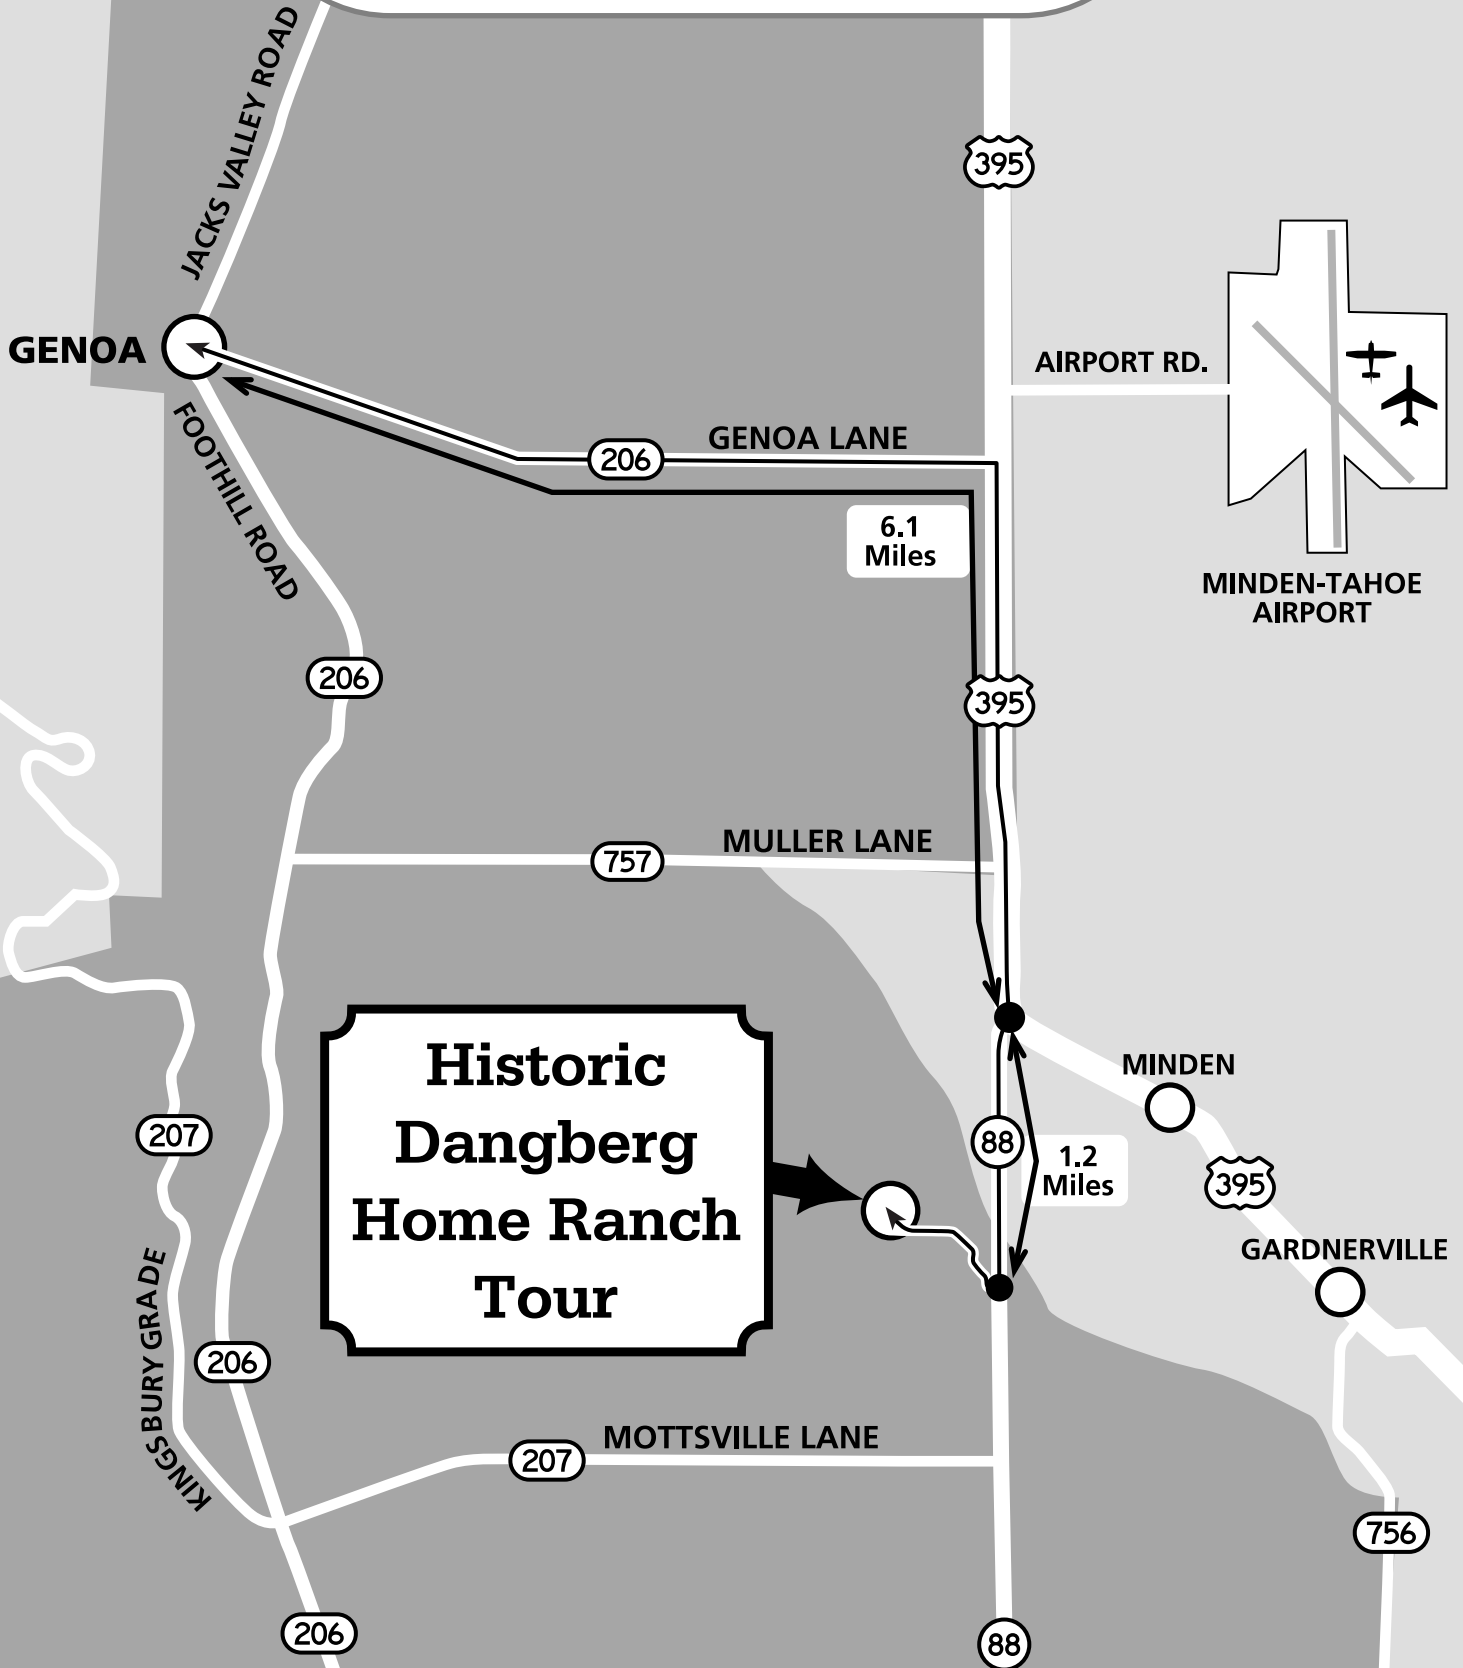 JACKS VALLEY ROAD
395
GENOA
AIRPORT RD.
GENOA LANE
206
FOOTHILL ROAD
6.1
Miles
MINDEN-TAHOE
AIRPORT
206
395
MULLER LANE
757
Historic
Dangberg
Home Ranch
Tour
MINDEN
207
88
1.2
Miles
395
GARDNERVILLE
KINGSBURY GRADE
206
MOTTSVILLE LANE
207
756
206
88